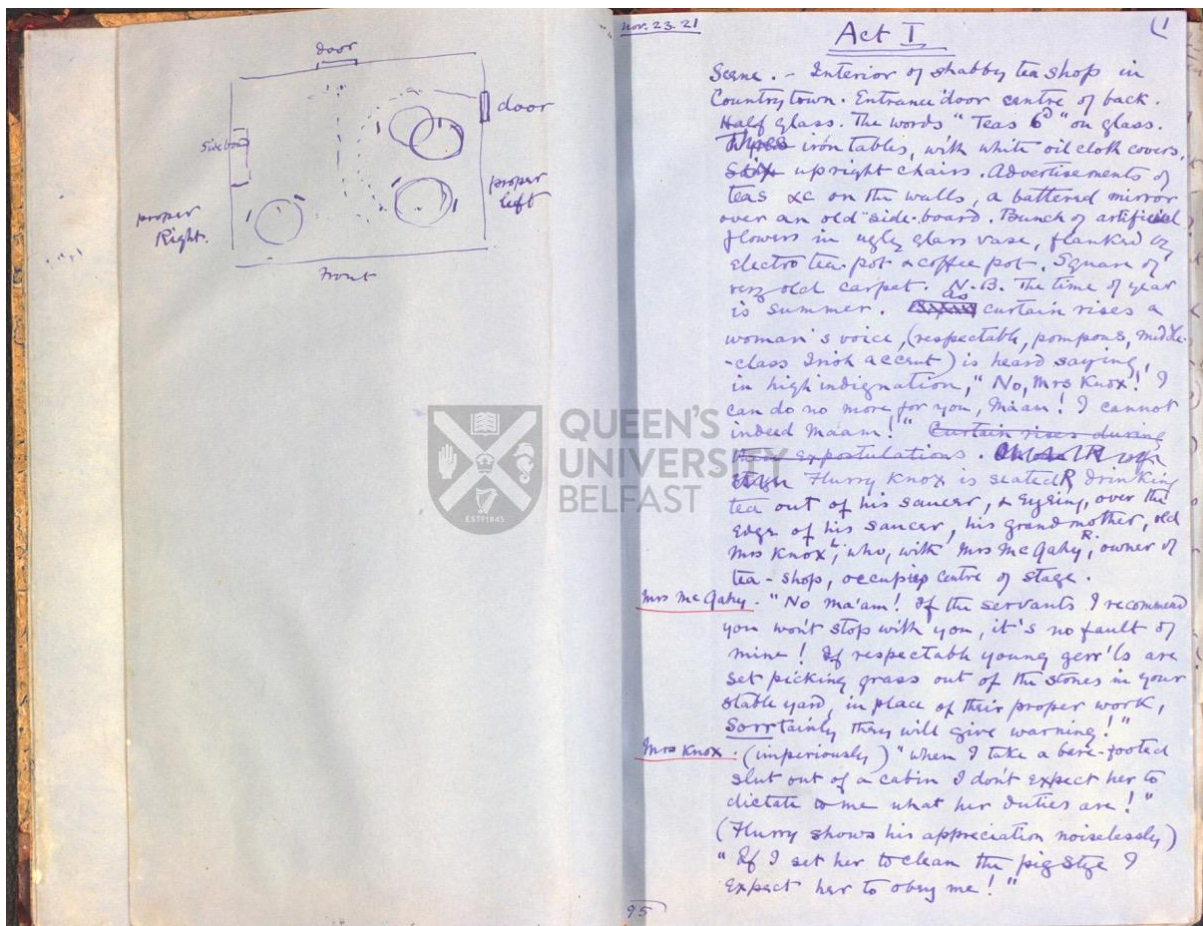 door
door
Sideboard
proper
left
proper
Right.
Front
Nov. 23. 21
Act I
(1
Scene. - Interior of shabby tea shop in
Country town. Entrance door centre of back.
Half glass. The words "Teas 6d" on glass.
Three iron tables, with white oil cloth covers,
Six upright chairs. Advertisements of
teas &c on the walls, a battered mirror
over an old side-board. Bunch of artificial
flowers in ugly glass vase, flanked by
electro tea-pot & coffee pot. Square of
very old carpet. N.B. The time of year
is summer. as curtain rises a
woman's voice, (respectable, pompous, middle-
-class Irish accent) is heard saying,
in high indignation, "No, Mrs Knox! I
can do no more for you, Ma'am! I cannot
indeed Ma'am!" Curtain rises during
expostulations.
Flurry Knox is seated R, drinking
tea out of his saucer, & eyeing, over the
edge of his saucer, his grandmother, old
Mrs Knox L, who, with Mrs McGahy R, owner of
tea-shop, occupies centre of stage.
Mrs McGahy. "No ma'am! If the servants I recommend
you won't stop with you, it's no fault of
mine! If respectable young gerr'ls are
set picking grass out of the stones in your
stable yard, in place of their proper work,
Sorrtainly they will give warning!"
Mrs Knox. (imperiously) "When I take a bare-footed
slut out of a cabin I don't expect her to
dictate to me what her duties are!"
(Flurry shows his appreciation noiselessly)
"If I set her to clean the pig stye I
expect her to obey me!"
95
QUEEN'S
UNIVERSITY
BELFAST
ESTD1845